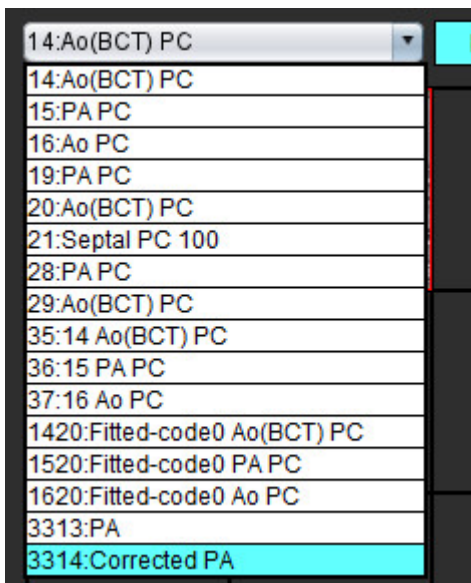 14:Ao(BCT) PC
14:Ao(BCT) PC
15:PA PC
16:Ao PC
19:PA PC
20:Ao(BCT) PC
21:Septal PC 100
28:PA PC
29:Ao(BCT) PC
35:14 Ao(BCT) PC
36:15 PA PC
37:16 Ao PC
1420:Fitted-code0 Ao(BCT) PC
1520:Fitted-code0 PA PC
1620:Fitted-code0 Ao PC
3313:PA
3314:Corrected PA